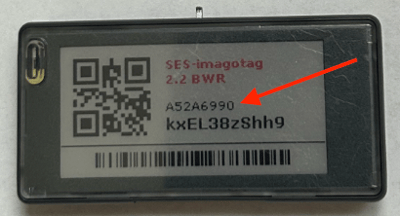 SES-imagotag
2.2 BWR
A52A6990
kxEL38zShh9